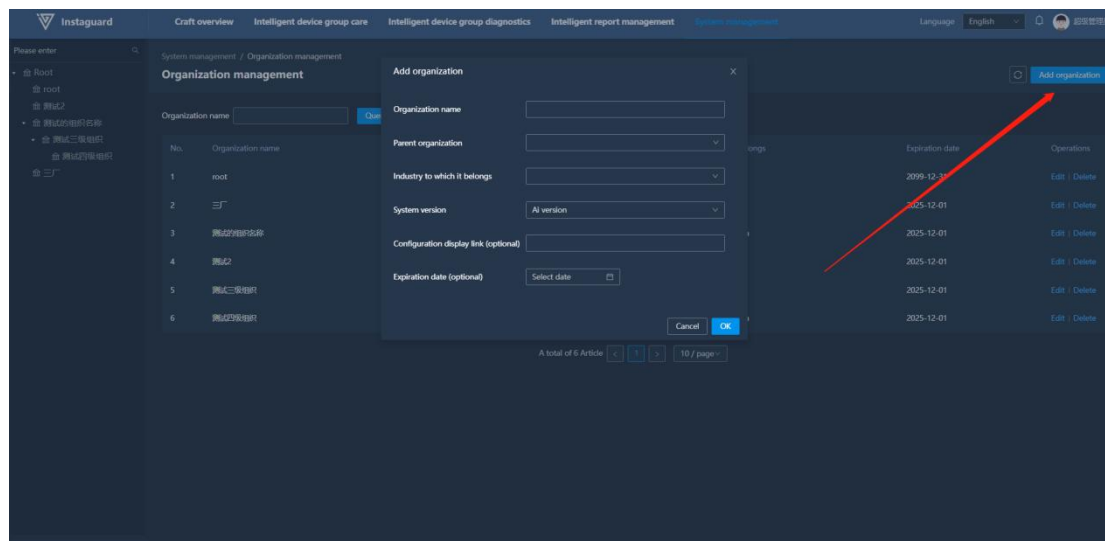 Instaguard
Craft overview Intelligent device group care Intelligent device group diagnostics Intelligent report management System management Language English 超级管理
Please enter
Root
root
测试2
测试的组织名称
测试三级组织
测试四级组织
三厂
System management / Organization management
Organization management
Add organization
Organization name Que
No. Organization name ongs Expiration date Operations
1 root 2099-12-31 Edit | Delete
2 三厂 2025-12-01 Edit | Delete
3 测试的组织名称 2025-12-01 Edit | Delete
4 测试2 2025-12-01 Edit | Delete
5 测试三级组织 2025-12-01 Edit | Delete
6 测试四级组织 2025-12-01 Edit | Delete
A total of 6 Article < 1 > 10 / page
Add organization X
Organization name
Parent organization
Industry to which it belongs
System version Ai version
Configuration display link (optional)
Expiration date (optional) Select date
Cancel OK